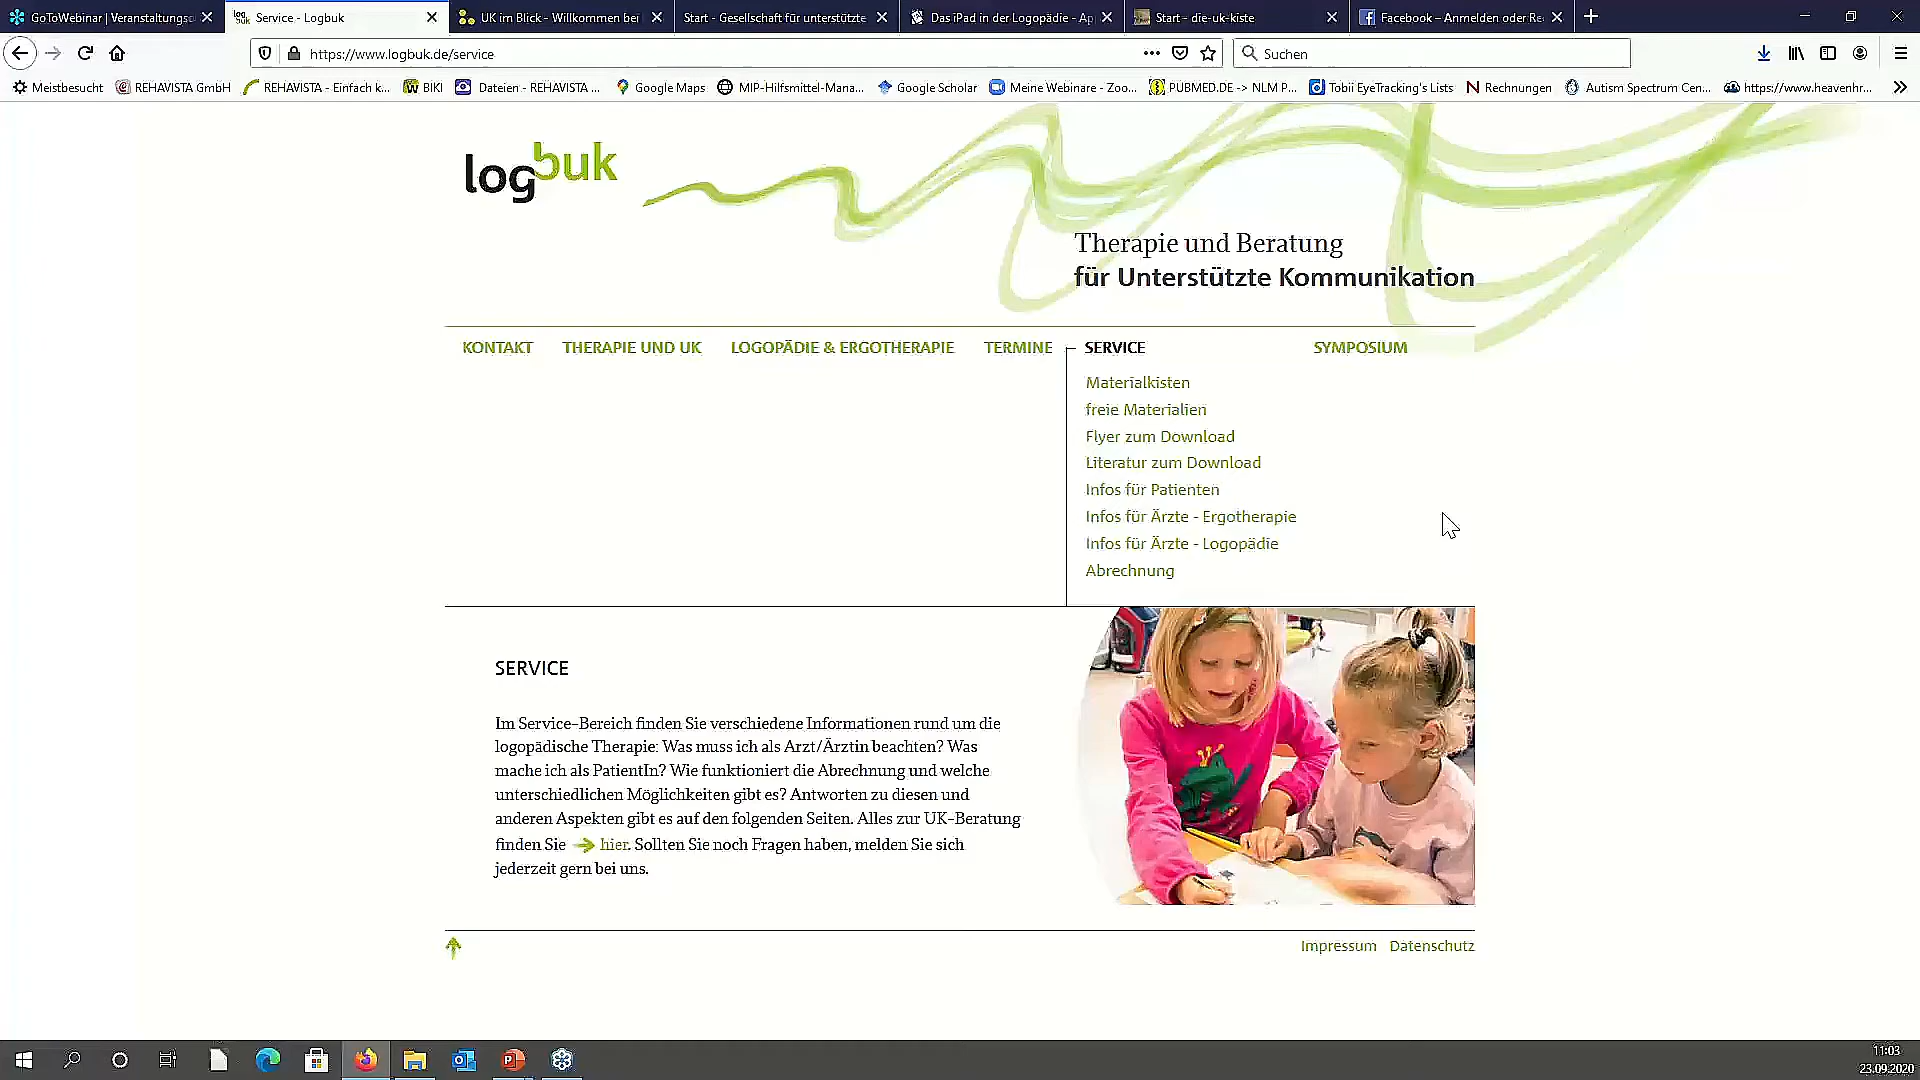 GoToWebinar | Veranstaltungsd
Service - Logbuk
UK im Blick - Willkommen bei
Start - Gesellschaft für unterstützte
Das iPad in der Logopädie - Ap
Start – die-uk-kiste
Facebook – Anmelden oder Re
https://www.logbuk.de/service
Suchen
Meistbesucht
REHAVISTA GmbH
REHAVISTA - Einfach k...
BIKI
Dateien - REHAVISTA ...
Google Maps
MIP-Hilfsmittel-Mana...
Google Scholar
Meine Webinare - Zoo...
PUBMED.DE -> NLM P...
Tobii EyeTracking's Lists
Rechnungen
Autism Spectrum Cen...
https://www.heavenhr...
logbuk
Therapie und Beratung
für Unterstützte Kommunikation
KONTAKT THERAPIE UND UK LOGOPÄDIE & ERGOTHERAPIE TERMINE SERVICE SYMPOSIUM
Materialkisten
freie Materialien
Flyer zum Download
Literatur zum Download
Infos für Patienten
Infos für Ärzte - Ergotherapie
Infos für Ärzte - Logopädie
Abrechnung
SERVICE
Im Service-Bereich finden Sie verschiedene Informationen rund um die
logopädische Therapie: Was muss ich als Arzt/Ärztin beachten? Was
mache ich als PatientIn? Wie funktioniert die Abrechnung und welche
unterschiedlichen Möglichkeiten gibt es? Antworten zu diesen und
anderen Aspekten gibt es auf den folgenden Seiten. Alles zur UK-Beratung
finden Sie → hier. Sollten Sie noch Fragen haben, melden Sie sich
jederzeit gern bei uns.
Impressum Datenschutz
11:03
23.09.2020